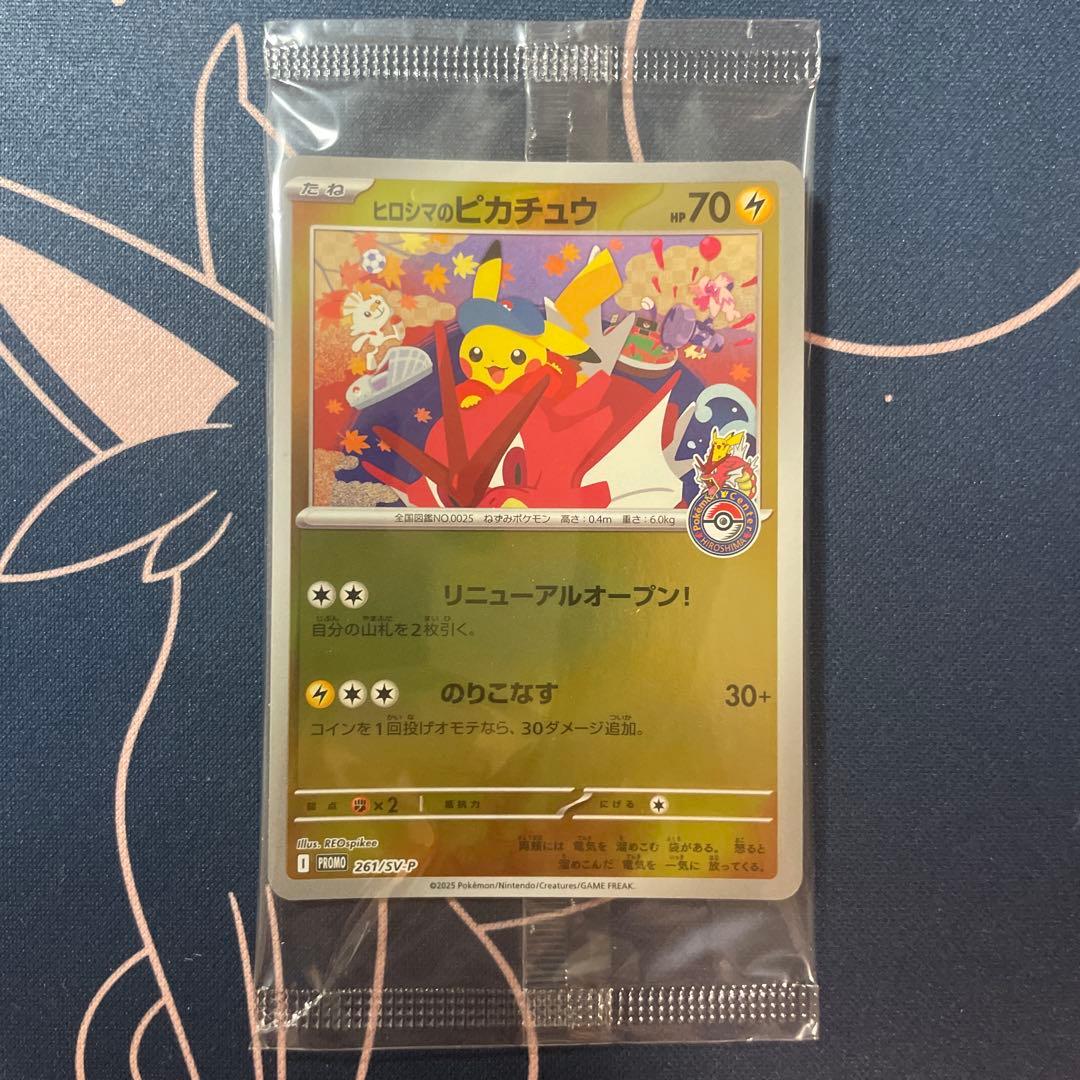 たね
ヒロシマのピカチュウ
HP 70
Pokémon Center
HIROSHIMA
全国図鑑NO.0025 ねずみポケモン 高さ：0.4m 重さ：6.0kg
リニューアルオープン！
自分の山札を2枚引く。
のりこなす 30+
コインを1回投げオモテなら、30ダメージ追加。
弱点 ×2 抵抗力 にげる
Illus. REOspikee
両頬には 電気を 溜めこむ 袋がある。 怒ると
溜めこんだ 電気を 一気に 放ってくる。
I PROMO 261/SV-P
©2025 Pokémon/Nintendo/Creatures/GAME FREAK.